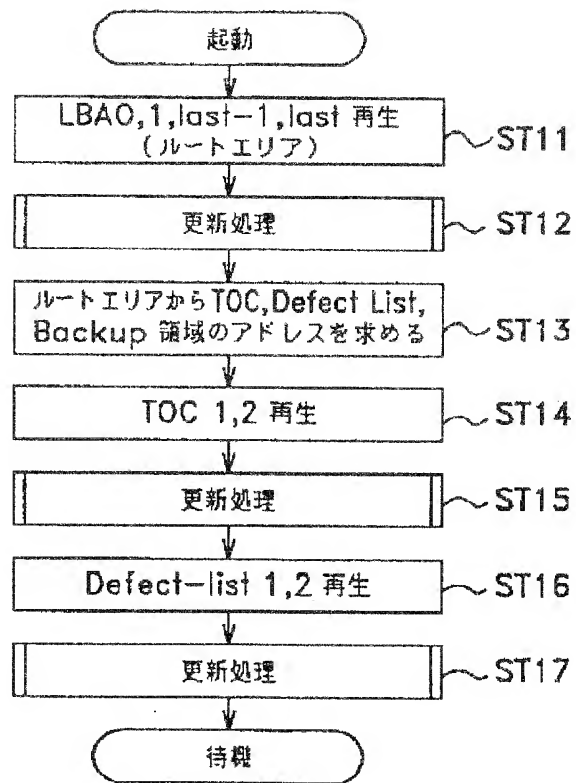 起動
LBA0,1,last-1,last 再生
(ルートエリア)
ST11
更新処理
ST12
ルートエリアからTOC,Defect List,
Backup 領域のアドレスを求める
ST13
TOC 1,2 再生
ST14
更新処理
ST15
Defect-list 1,2 再生
ST16
更新処理
ST17
待機